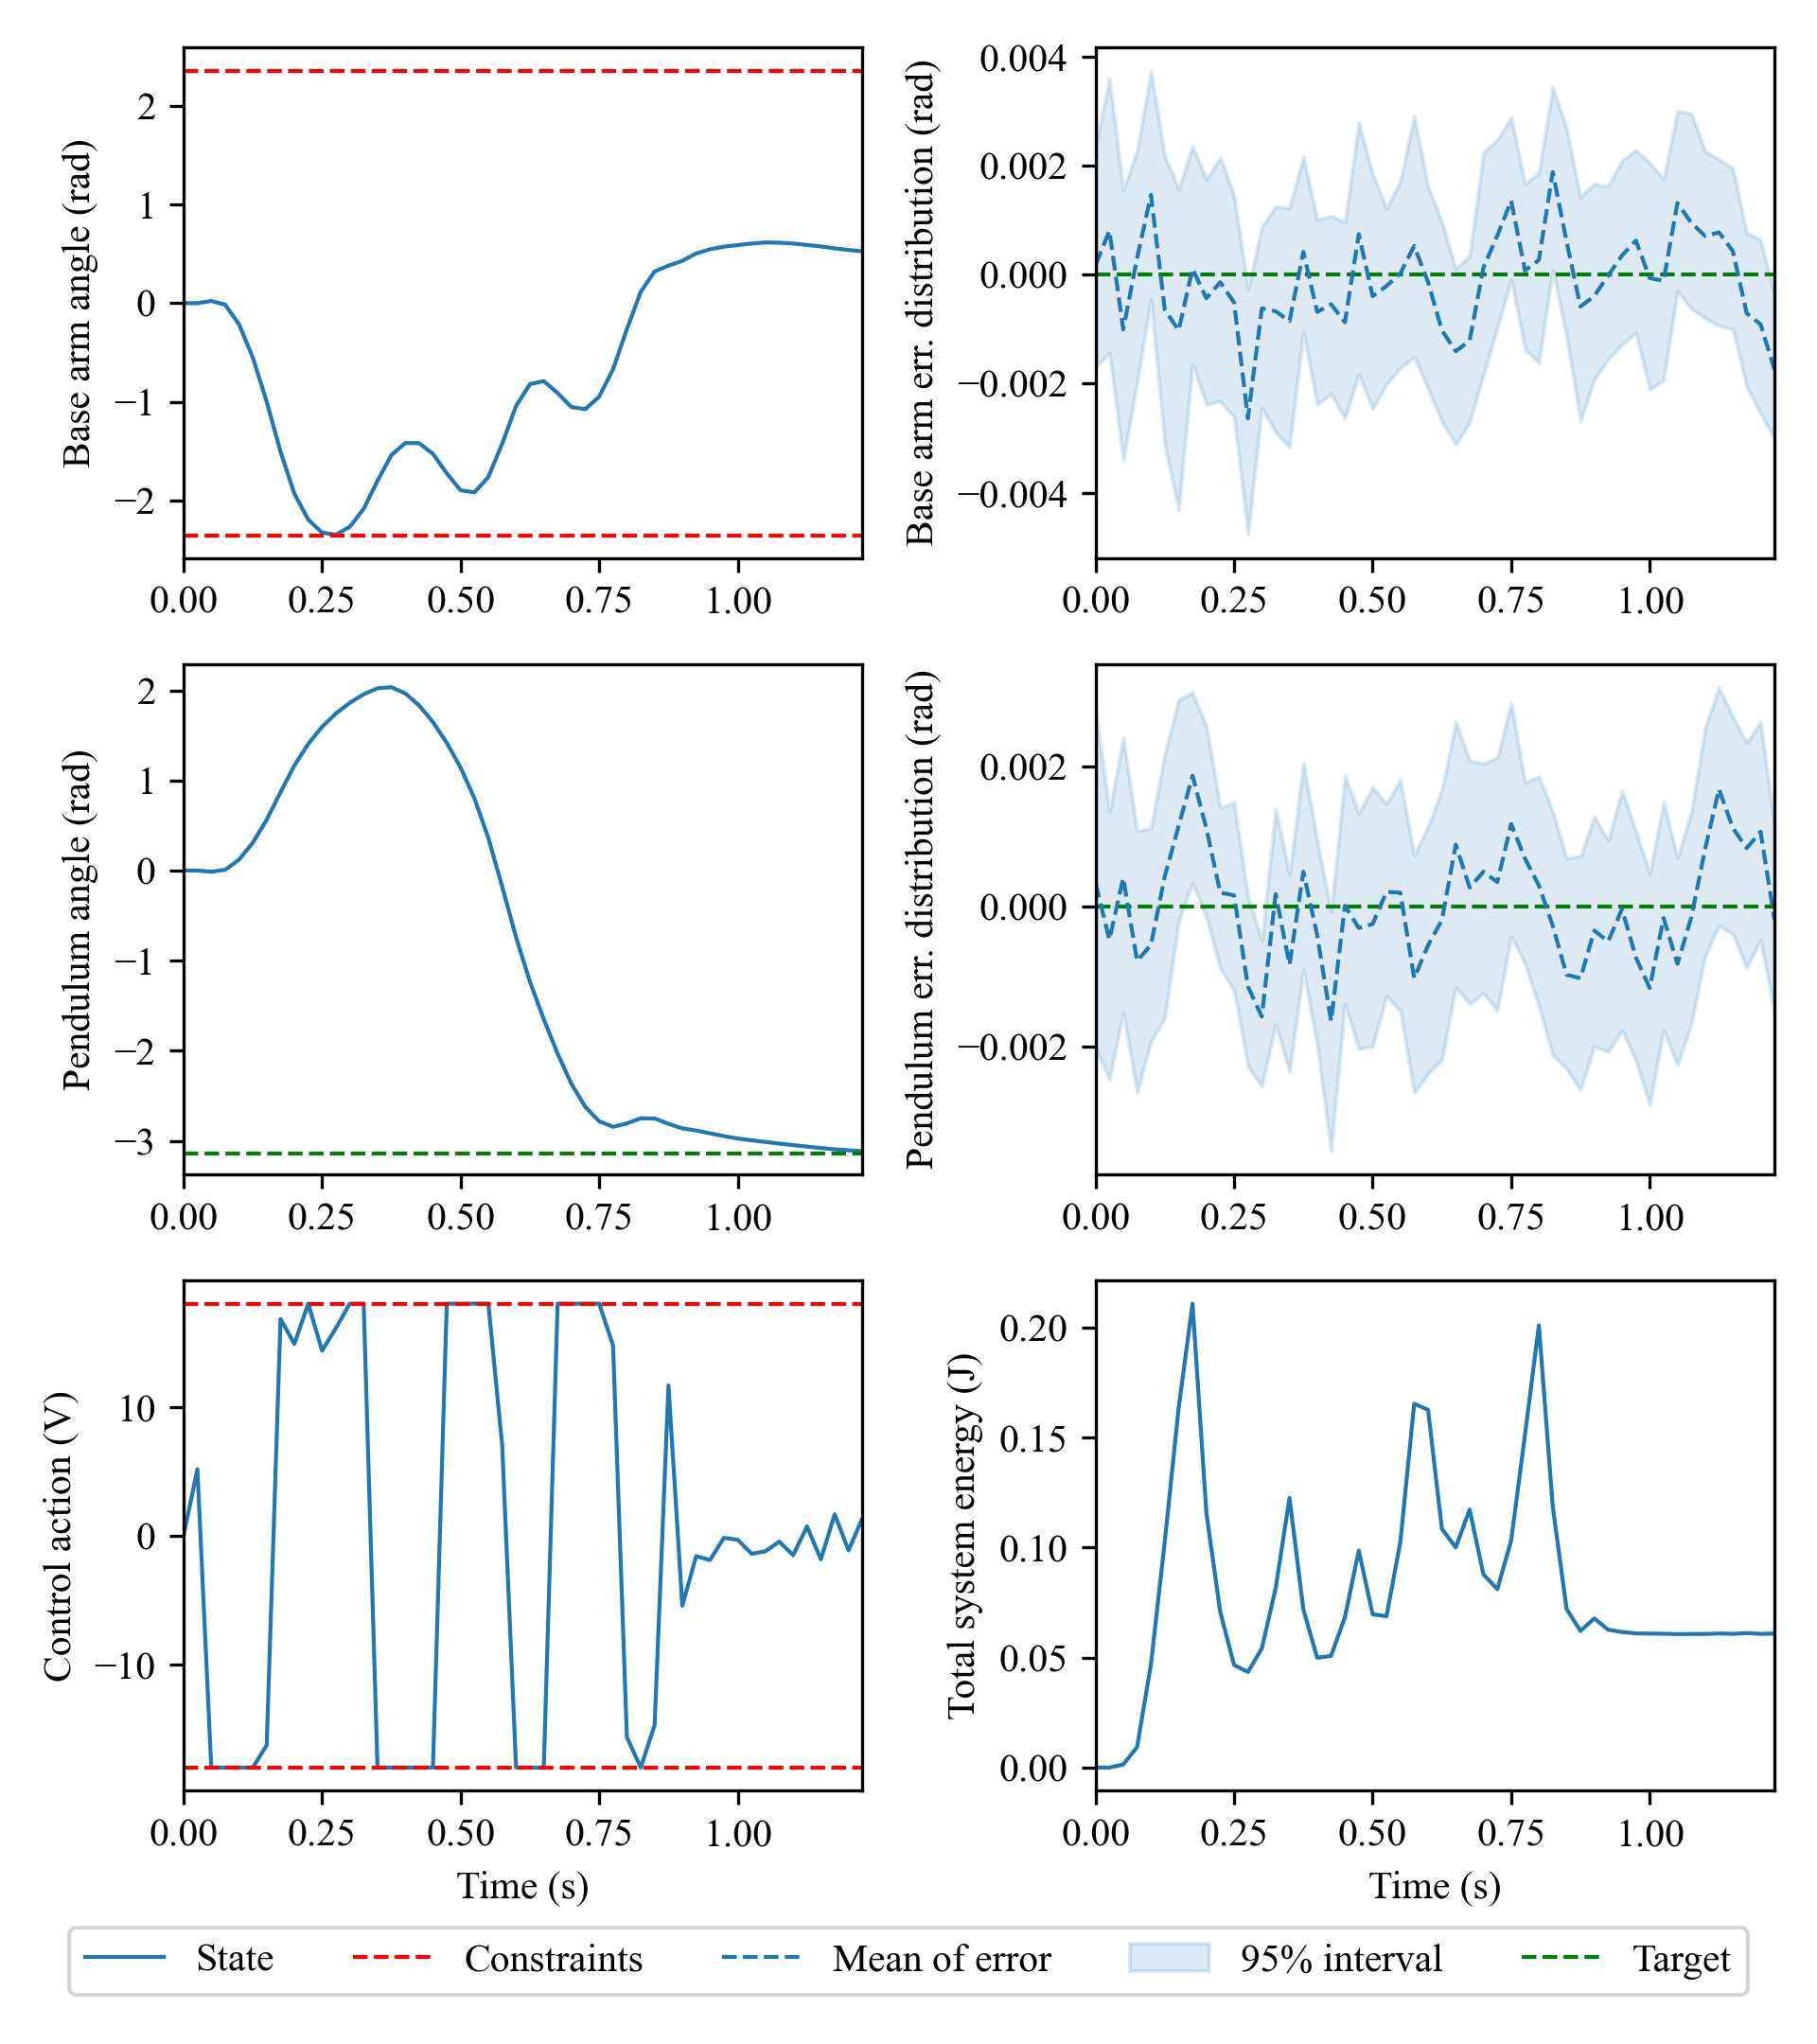 Base arm angle (rad)
2
1
0
−1
−2
0.00 0.25 0.50 0.75 1.00
Base arm err. distribution (rad)
0.004
0.002
0.000
−0.002
−0.004
0.00 0.25 0.50 0.75 1.00
Pendulum angle (rad)
2
1
0
−1
−2
−3
0.00 0.25 0.50 0.75 1.00
Pendulum err. distribution (rad)
0.002
0.000
−0.002
0.00 0.25 0.50 0.75 1.00
Control action (V)
10
0
−10
0.00 0.25 0.50 0.75 1.00
Time (s)
Total system energy (J)
0.20
0.15
0.10
0.05
0.00
0.00 0.25 0.50 0.75 1.00
Time (s)
State Constraints Mean of error 95% interval Target